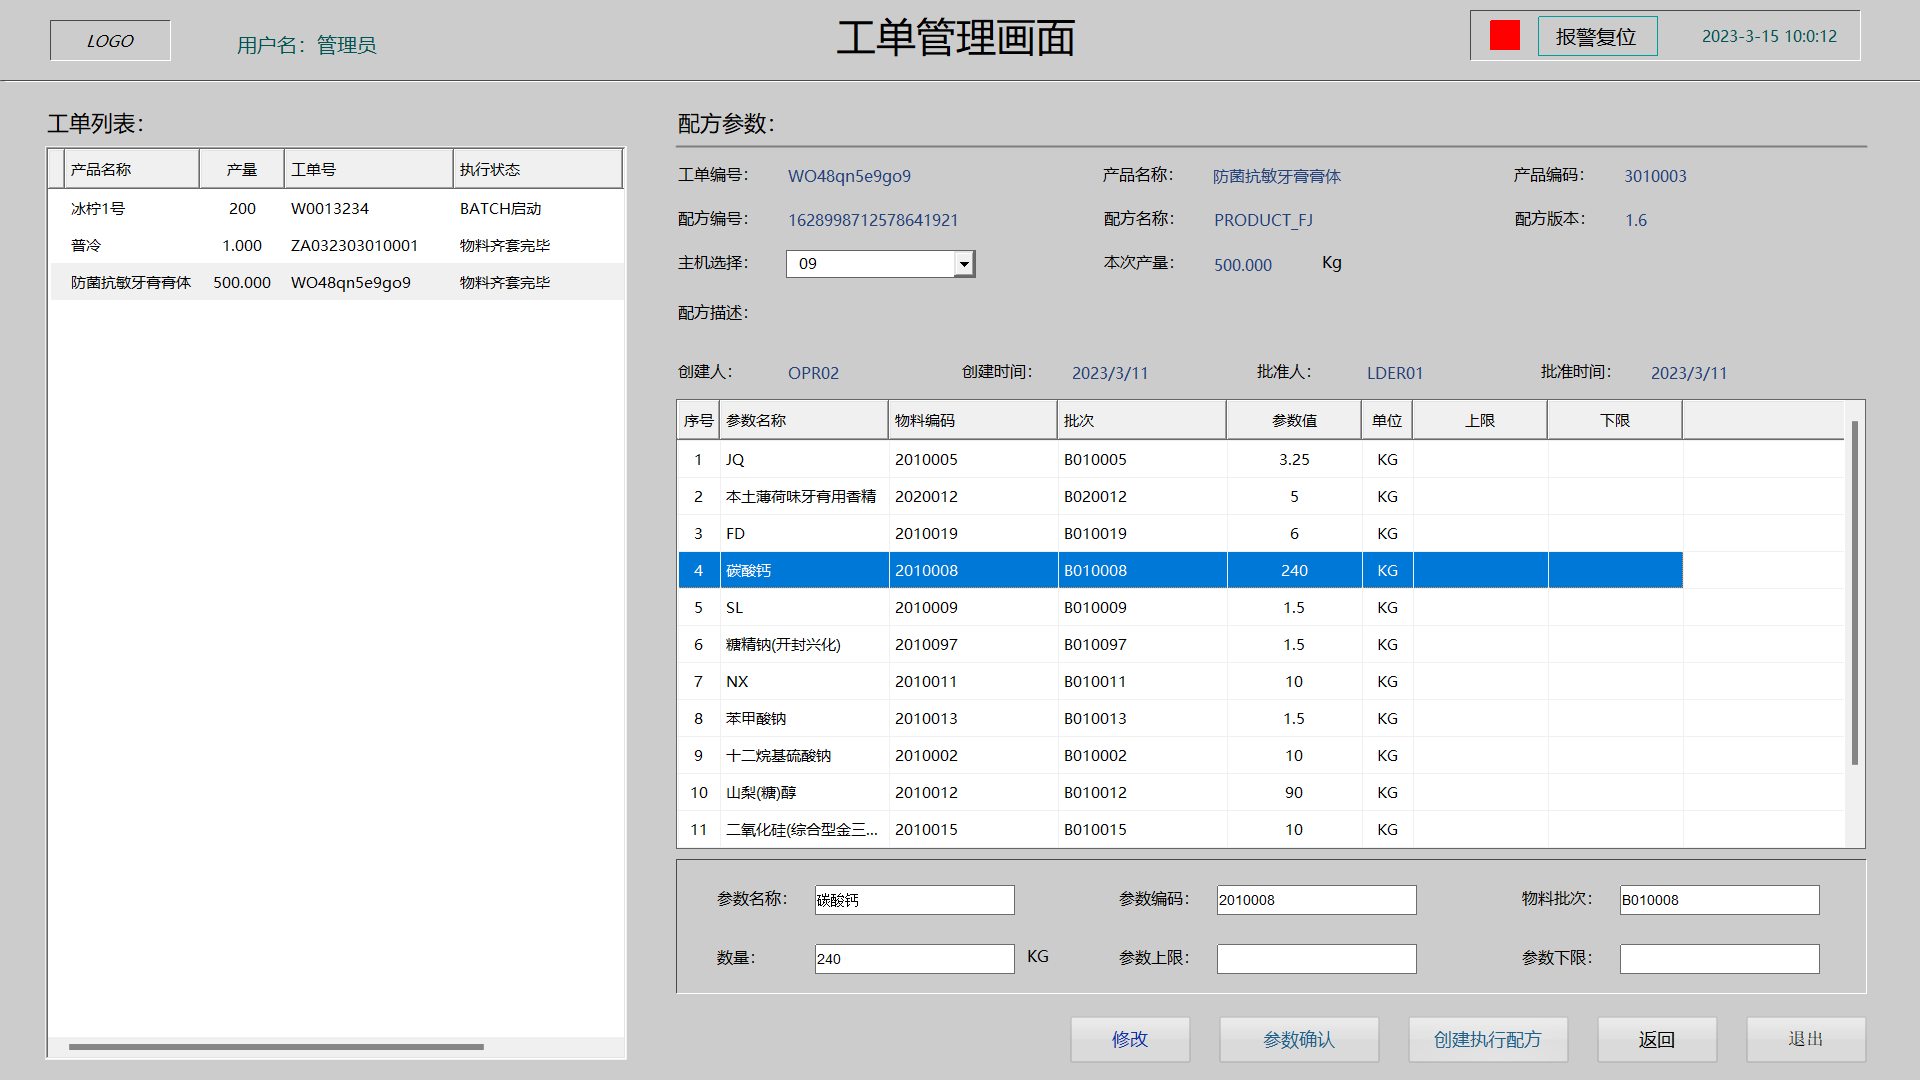 LOGO
用户名：管理员
工单管理画面
报警复位
2023-3-15 10:0:12
工单列表：
产品名称 产量 工单号 执行状态
冰柠1号 200 W0013234 BATCH启动
普冷 1.000 ZA032303010001 物料齐套完毕
防菌抗敏牙膏膏体 500.000 WO48qn5e9go9 物料齐套完毕
配方参数：
工单编号： WO48qn5e9go9 产品名称： 防菌抗敏牙膏膏体 产品编码： 3010003
配方编号： 1628998712578641921 配方名称： PRODUCT_FJ 配方版本： 1.6
主机选择： 09 本次产量： 500.000 Kg
配方描述：
创建人： OPR02 创建时间： 2023/3/11 批准人： LDER01 批准时间： 2023/3/11
序号 参数名称 物料编码 批次 参数值 单位 上限 下限
1 JQ 2010005 B010005 3.25 KG
2 本土薄荷味牙膏用香精 2020012 B020012 5 KG
3 FD 2010019 B010019 6 KG
4 碳酸钙 2010008 B010008 240 KG
5 SL 2010009 B010009 1.5 KG
6 糖精钠(开封兴化) 2010097 B010097 1.5 KG
7 NX 2010011 B010011 10 KG
8 苯甲酸钠 2010013 B010013 1.5 KG
9 十二烷基硫酸钠 2010002 B010002 10 KG
10 山梨(糖)醇 2010012 B010012 90 KG
11 二氧化硅(综合型金三... 2010015 B010015 10 KG
参数名称： 碳酸钙 参数编码： 2010008 物料批次： B010008
数量： 240 KG 参数上限： 参数下限：
修改 参数确认 创建执行配方 返回 退出